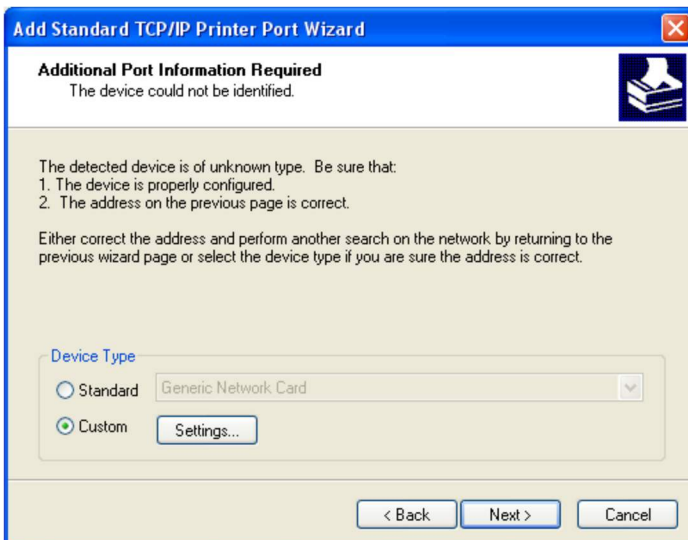 Add Standard TCP/IP Printer Port Wizard
Additional Port Information Required
The device could not be identified.
The detected device is of unknown type.  Be sure that:
1. The device is properly configured.
2.  The address on the previous page is correct.
Either correct the address and perform another search on the network by returning to the
previous wizard page or select the device type if you are sure the address is correct.
Device Type
Standard
Generic Network Card
Custom
Settings...
< Back
Next >
Cancel